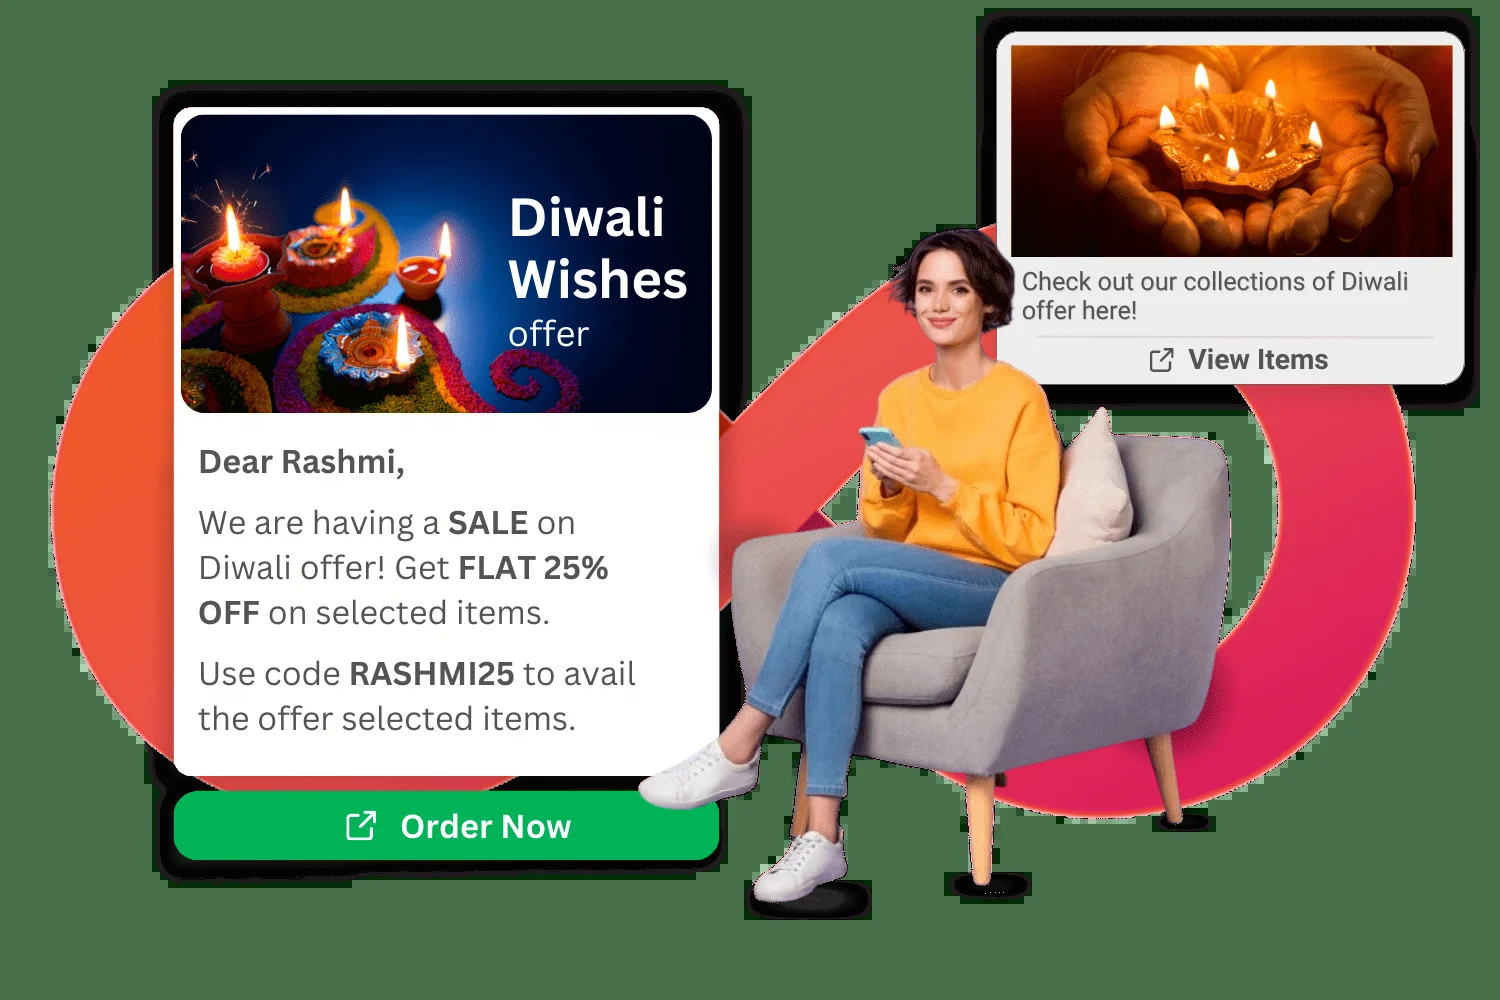 Diwali
Wishes
offer
Dear Rashmi,
We are having a SALE on
Diwali offer! Get FLAT 25%
OFF on selected items.
Use code RASHMI25 to avail
the offer selected items.
Order Now
Check out our collections of Diwali
offer here!
View Items